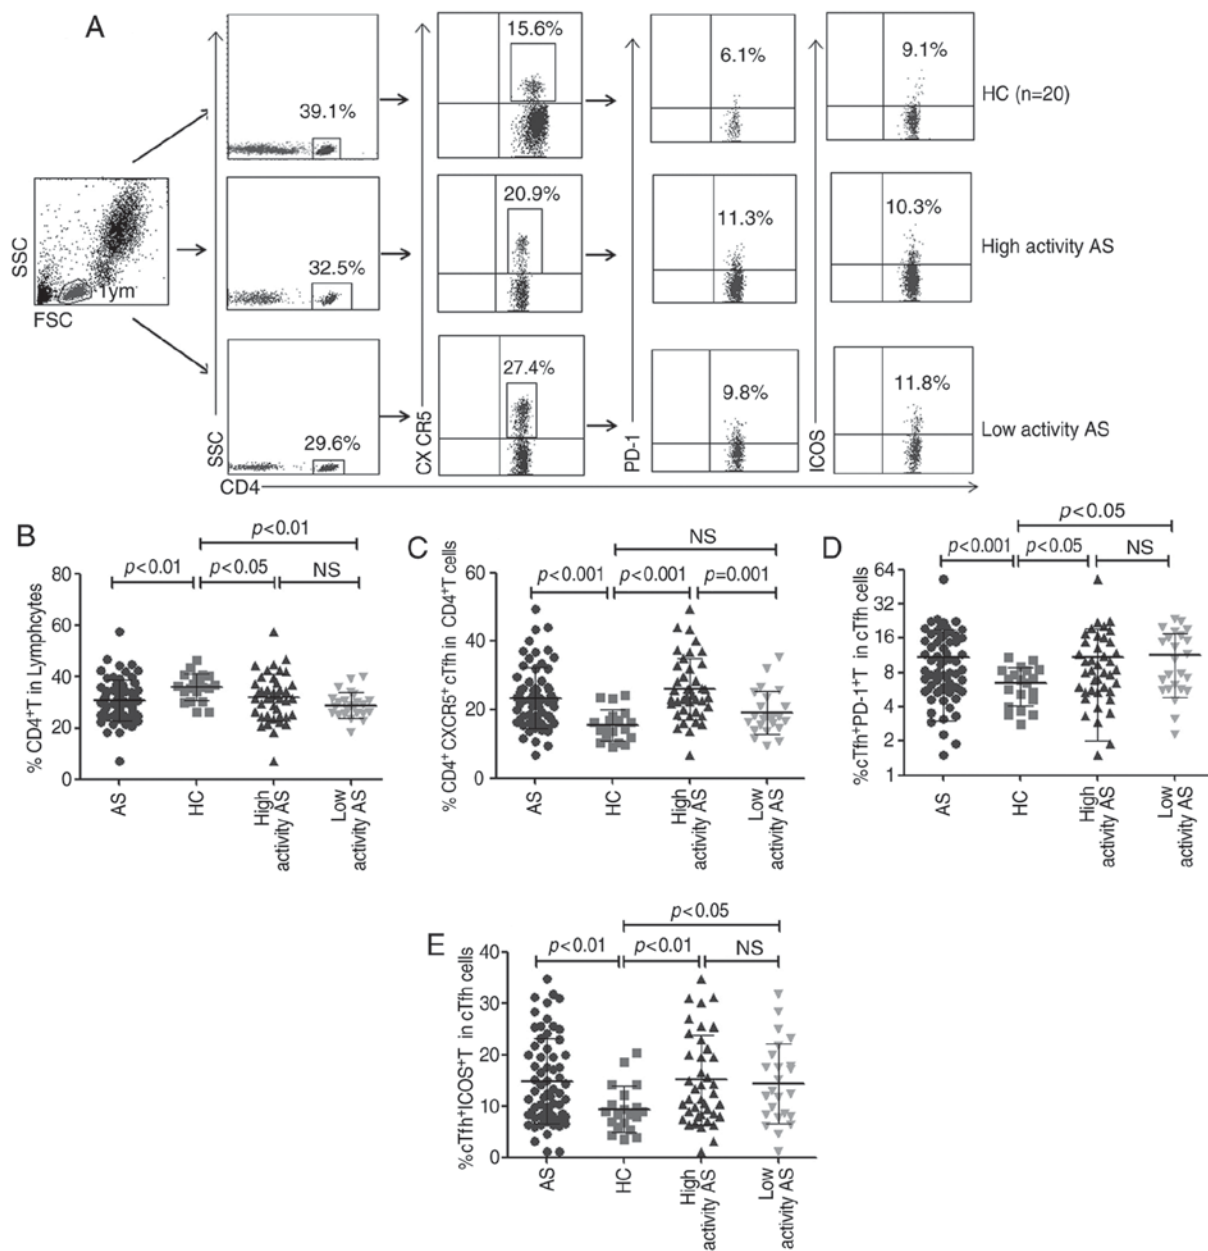 A
15.6%
6.1%
9.1%
39.1%
HC (n=20)
20.9%
11.3%
10.3%
SSC
lym
32.5%
High activity AS
FSC
27.4%
9.8%
11.8%
29.6%
Low activity AS
SSC
CX CR5
PD-1
ICOS
CD4
B
p<0.01
p<0.01
p<0.05
NS
% CD4+T in Lymphcytes
80
60
40
20
0
AS
HC
High
activity AS
Low
activity AS
C
NS
p<0.001
p<0.001
p=0.001
% CD4+ CXCR5+ cTfh in CD4+T cells
60
40
20
0
AS
HC
High
activity AS
Low
activity AS
D
p<0.05
p<0.001
p<0.05
NS
%cTfh+PD-1+T in cTfh cells
64
32
16
8
4
2
1
AS
HC
High
activity AS
Low
activity AS
E
p<0.05
p<0.01
p<0.01
NS
%cTfh+ICOS+T in cTfh cells
40
30
20
10
0
AS
HC
High
activity AS
Low
activity AS